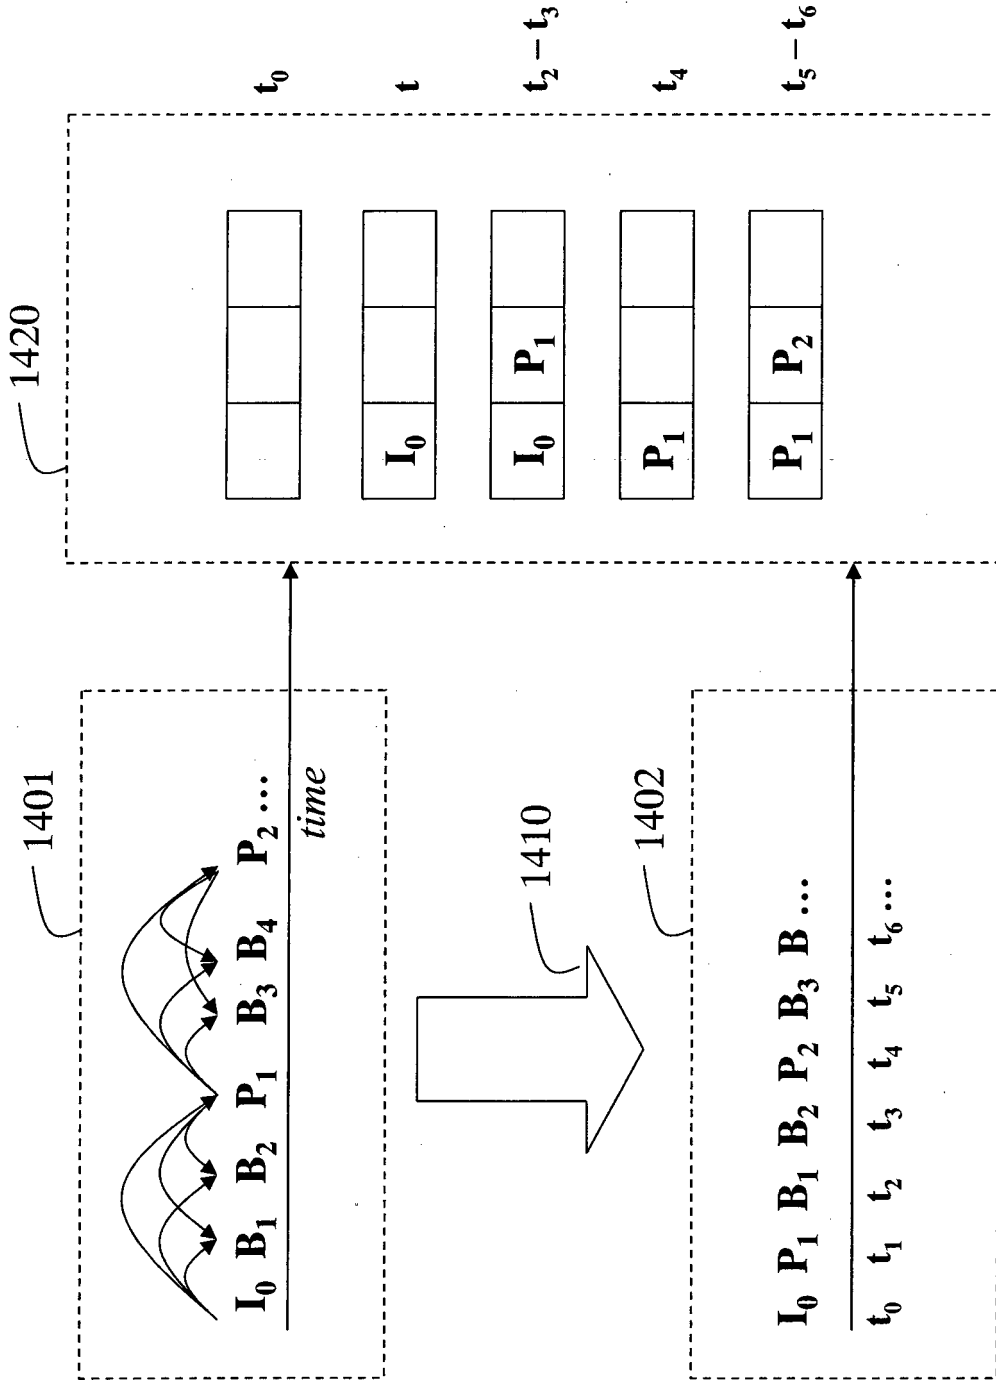 1401
I₀ B₁ B₂ P₁ B₃ B₄ P₂ ...
time
1410
1402
I₀ P₁ B₁ B₂ P₂ B₃ B ...
t₀ t₁ t₂ t₃ t₄ t₅ t₆ ...
1420
t₀
I₀ t
I₀ P₁ t₂ – t₃
P₁ t₄
P₁ P₂ t₅ – t₆